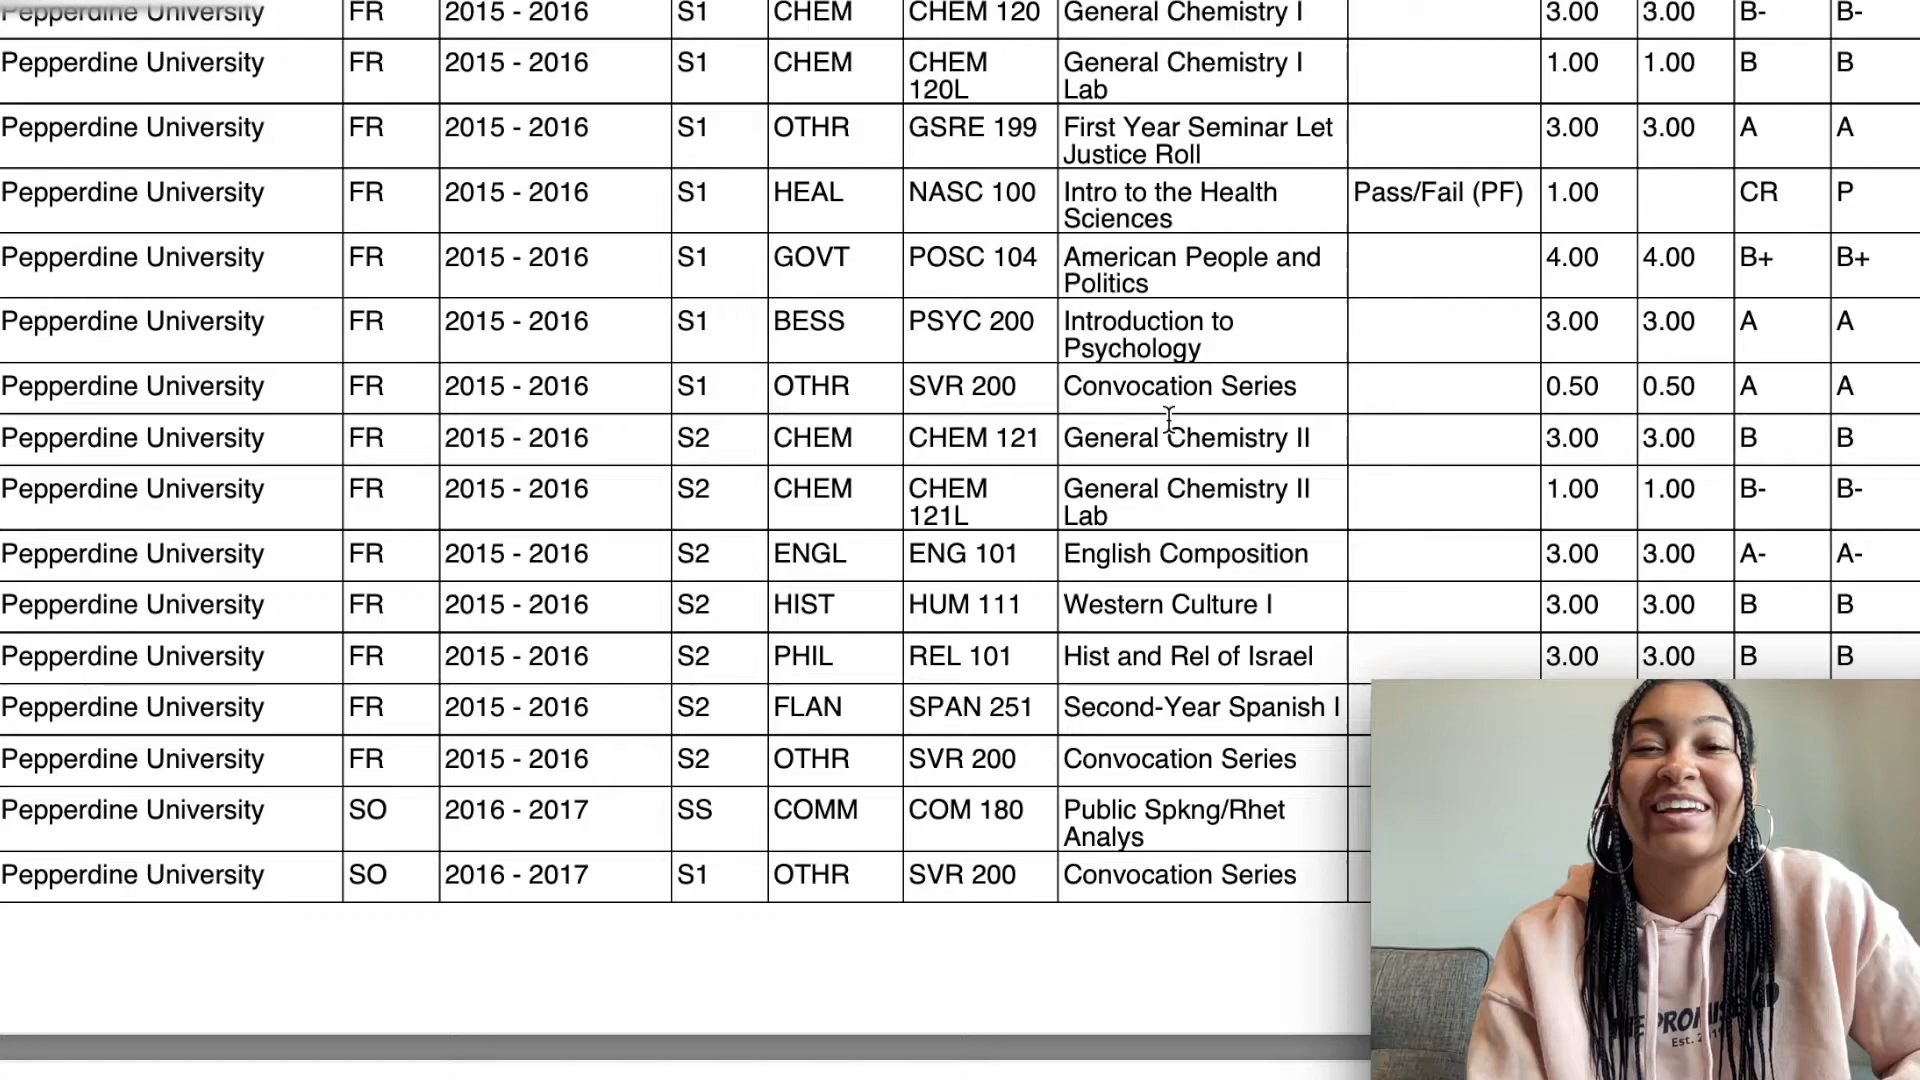 Pepperdine University FR 2015 - 2016 S1 CHEM CHEM 120 General Chemistry I 3.00 3.00 B- B-
Pepperdine University FR 2015 - 2016 S1 CHEM CHEM General Chemistry I 1.00 1.00 B B
120L Lab
Pepperdine University FR 2015 - 2016 S1 OTHR GSRE 199 First Year Seminar Let 3.00 3.00 A A
Justice Roll
Pepperdine University FR 2015 - 2016 S1 HEAL NASC 100 Intro to the Health Pass/Fail (PF) 1.00 CR P
Sciences
Pepperdine University FR 2015 - 2016 S1 GOVT POSC 104 American People and 4.00 4.00 B+ B+
Politics
Pepperdine University FR 2015 - 2016 S1 BESS PSYC 200 Introduction to 3.00 3.00 A A
Psychology
Pepperdine University FR 2015 - 2016 S1 OTHR SVR 200 Convocation Series 0.50 0.50 A A
Pepperdine University FR 2015 - 2016 S2 CHEM CHEM 121 General Chemistry II 3.00 3.00 B B
Pepperdine University FR 2015 - 2016 S2 CHEM CHEM General Chemistry II 1.00 1.00 B- B-
121L Lab
Pepperdine University FR 2015 - 2016 S2 ENGL ENG 101 English Composition 3.00 3.00 A- A-
Pepperdine University FR 2015 - 2016 S2 HIST HUM 111 Western Culture I 3.00 3.00 B B
Pepperdine University FR 2015 - 2016 S2 PHIL REL 101 Hist and Rel of Israel 3.00 3.00 B B
Pepperdine University FR 2015 - 2016 S2 FLAN SPAN 251 Second-Year Spanish I
Pepperdine University FR 2015 - 2016 S2 OTHR SVR 200 Convocation Series
Pepperdine University SO 2016 - 2017 SS COMM COM 180 Public Spkng/Rhet
Analys
Pepperdine University SO 2016 - 2017 S1 OTHR SVR 200 Convocation Series
Est.